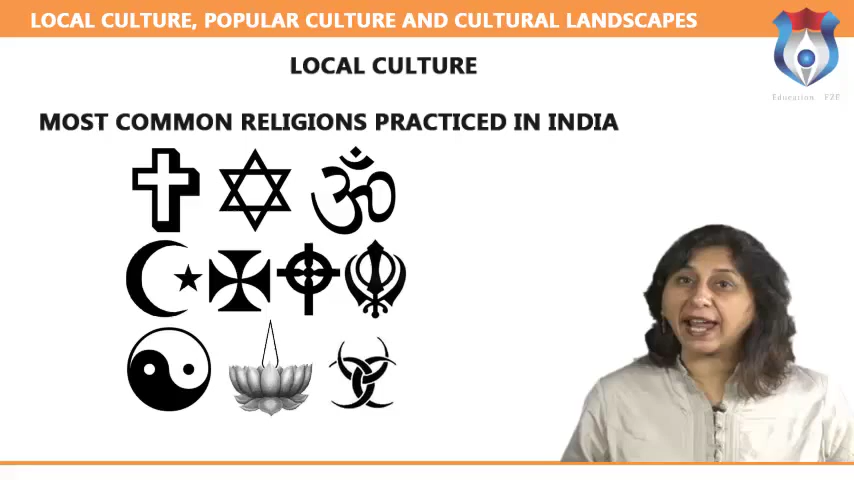 LOCAL CULTURE, POPULAR CULTURE AND CULTURAL LANDSCAPES
Education FZE
LOCAL CULTURE
MOST COMMON RELIGIONS PRACTICED IN INDIA
ॐ